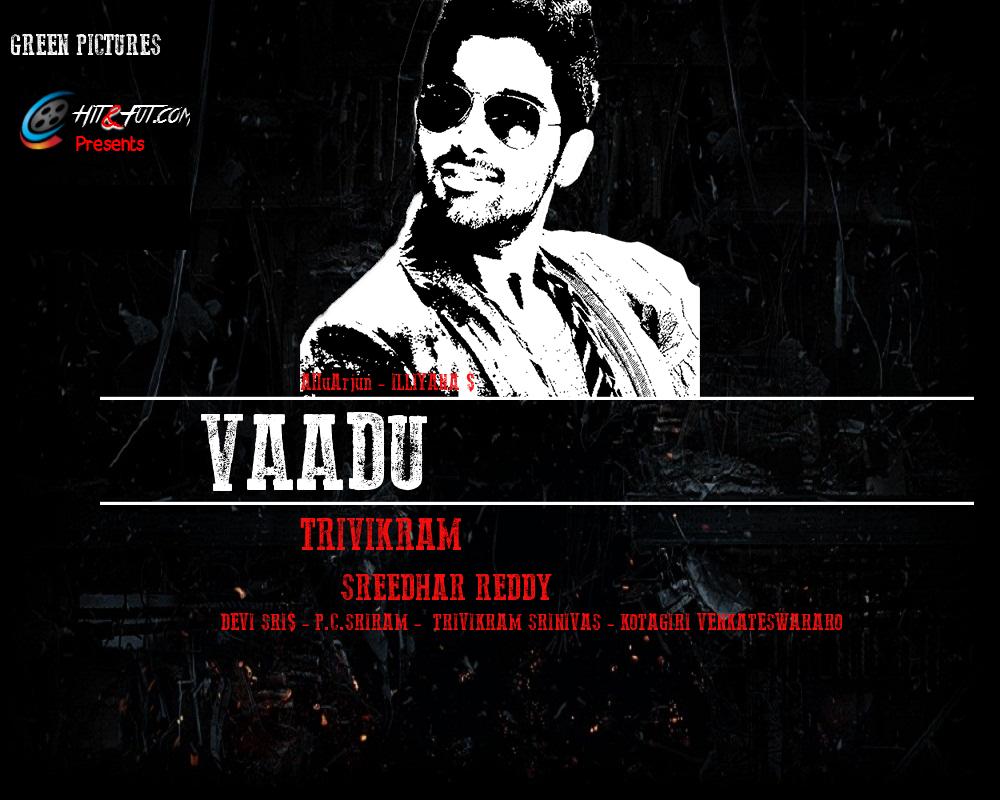 GREEN PICTURES
HIT&FUT.COM
Presents
AlluArjun - ILLIYANA $
VAADU
TRIVIKRAM
SREEDHAR REDDY
DEVI SRI$ - P.C.SRIRAM - TRIVIKRAM SRINIVAS - KOTAGIRI VENKATESWARARO